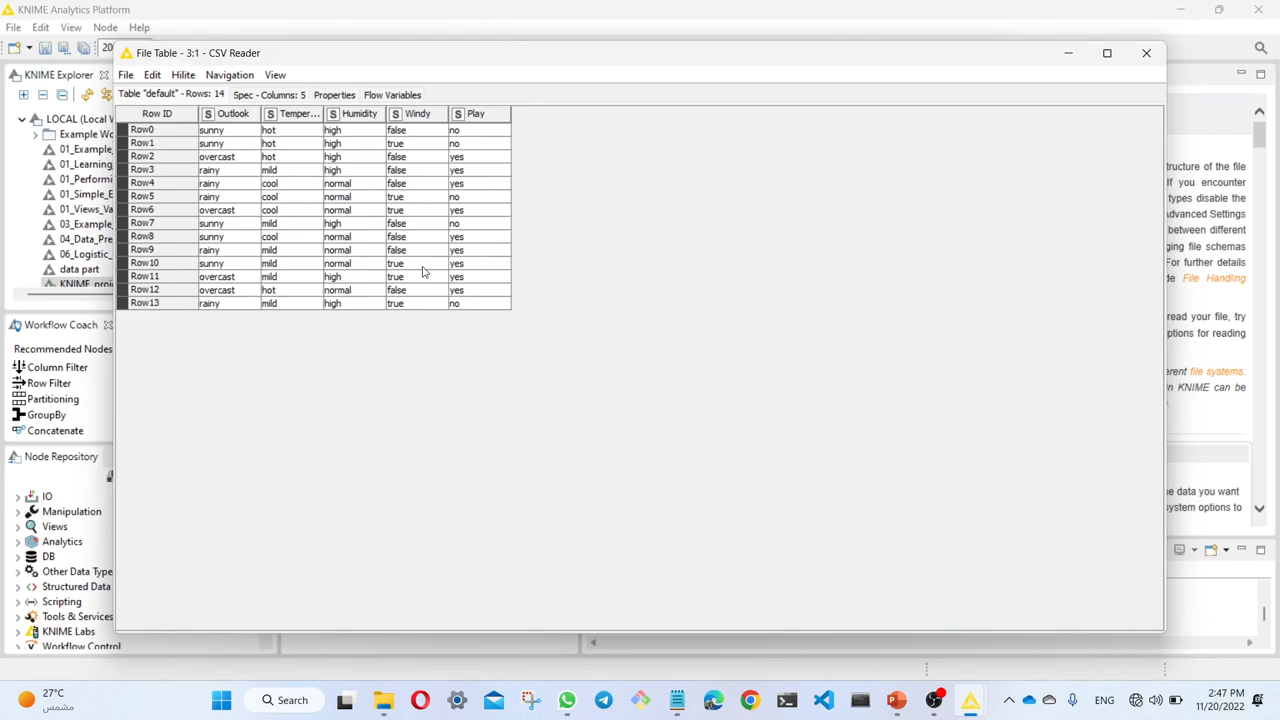 KNIME Analytics Platform
File Edit View Node Help
20
File Table - 3:1 - CSV Reader
File Edit Hilite Navigation View
Table "default" - Rows: 14 Spec - Columns: 5 Properties Flow Variables
Row ID S Outlook S Temper... S Humidity S Windy S Play
Row0 sunny hot high false no
Row1 sunny hot high true no
Row2 overcast hot high false yes
Row3 rainy mild high false yes
Row4 rainy cool normal false yes
Row5 rainy cool normal true no
Row6 overcast cool normal true yes
Row7 sunny mild high false no
Row8 sunny cool normal false yes
Row9 rainy mild normal false yes
Row10 sunny mild normal true yes
Row11 overcast mild high true yes
Row12 overcast hot normal false yes
Row13 rainy mild high true no
KNIME Explorer
LOCAL (Local W
Example Wo
01_Example_
01_Learning_
01_Performi
01_Simple_E
01_Views_Va
03_Example_
04_Data_Pre
06_Logistic_
data part
KNIME_proj
Workflow Coach
Recommended Nodes
Column Filter
Row Filter
Partitioning
GroupBy
Concatenate
Node Repository
IO
Manipulation
Views
Analytics
DB
Other Data Type
Structured Data
Scripting
Tools & Services
KNIME Labs
Workflow Control
tructure of the file
If you encounter
types disable the
Advanced Settings
between different
ging file schemas
For further details
e File Handling
read your file, try
ptions for reading
erent file systems.
n KNIME can be
e data you want
system options to
27°C
مشمس
Search
ENG
2:47 PM
11/20/2022